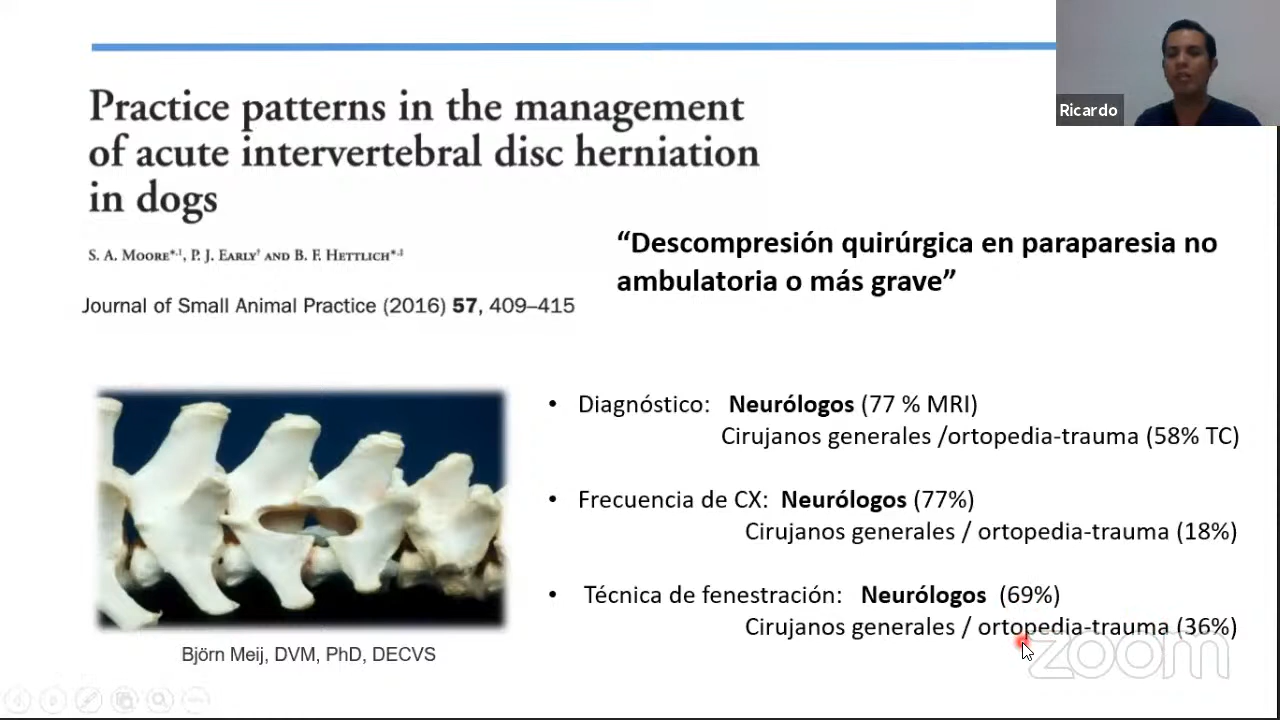 Practice patterns in the management
of acute intervertebral disc herniation
in dogs
S. A. Moore*,¹, P. J. Early† and B. F. Hettlich*,‡
Journal of Small Animal Practice (2016) 57, 409–415
Ricardo
“Descompresión quirúrgica en paraparesia no
ambulatoria o más grave”
• Diagnóstico: Neurólogos (77 % MRI)
Cirujanos generales /ortopedia-trauma (58% TC)
• Frecuencia de CX: Neurólogos (77%)
Cirujanos generales / ortopedia-trauma (18%)
• Técnica de fenestración: Neurólogos (69%)
Cirujanos generales / ortopedia-trauma (36%)
Björn Meij, DVM, PhD, DECVS
zoom